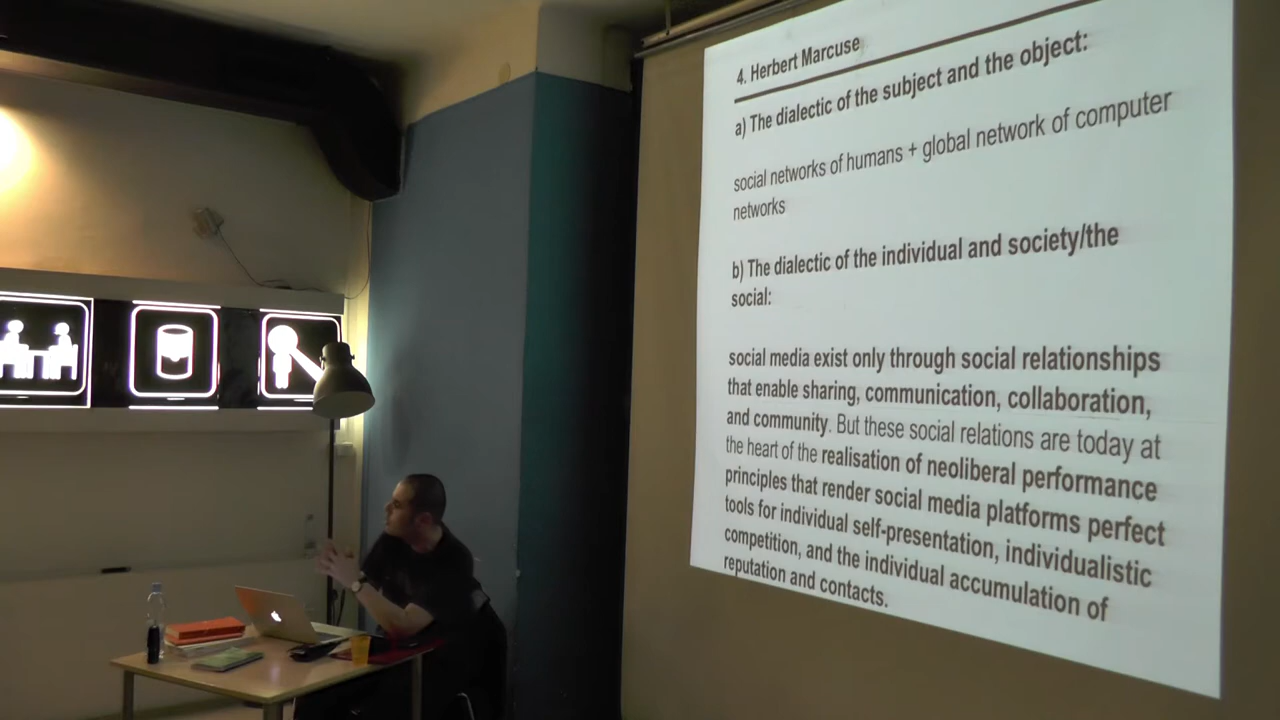 4. Herbert Marcuse
a) The dialectic of the subject and the object:
social networks of humans + global network of computer
networks
b) The dialectic of the individual and society/the
social:
social media exist only through social relationships
that enable sharing, communication, collaboration,
and community. But these social relations are today at
the heart of the realisation of neoliberal performance
principles that render social media platforms perfect
tools for individual self-presentation, individualistic
competition, and the individual accumulation of
reputation and contacts.